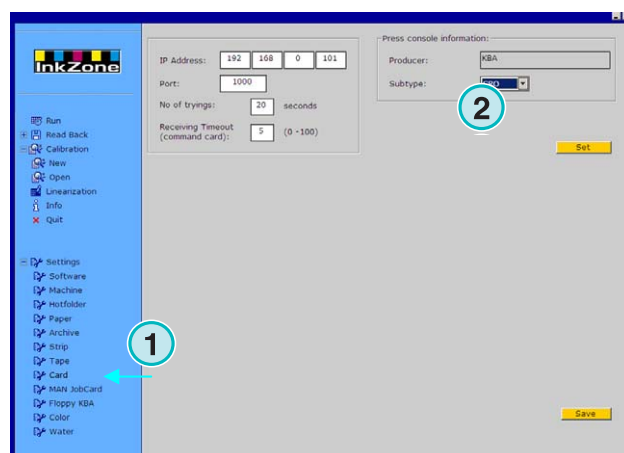 InkZone
Run
Read Back
Calibration
New
Open
Linearization
Info
Quit
Settings
Software
Machine
Hotfolder
Paper
Archive
Strip
Tape
Card
MAN JobCard
Floppy KBA
Color
Water
1
IP Address: 192 168 0 101
Port: 1000
No of tryings: 20 seconds
Receiving Timeout
(command card): 5 (0 -100)
Press console information:
Producer: KBA
Subtype:
2
Set
Save